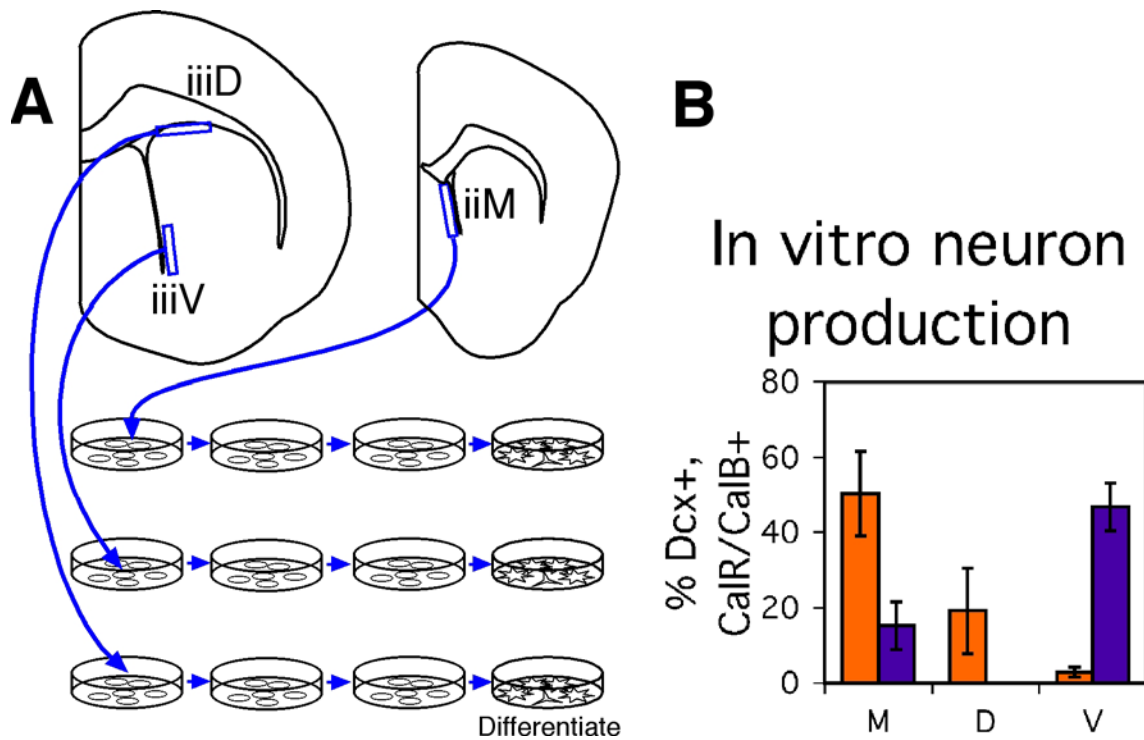 A
iiiD
iiM
iiiV
Differentiate
B
In vitro neuron
production
% Dcx+,
CalR/CalB+
80
60
40
20
0
M D V